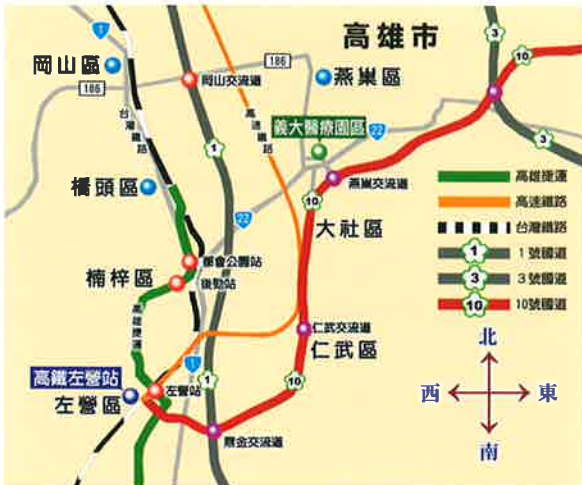 1
3
10
高雄市
岡山區
186
岡山交流道
186
燕巢區
台灣鐵路
高速鐵路
義大醫療園區
22
3
1
燕巢交流道
高雄捷運
橋頭區
10
高速鐵路
大社區
台灣鐵路
22
1
1號國道
都會公園站
3
3號國道
楠梓區
後勁站
10
10號國道
高雄捷運
仁武交流道
仁武區
北
1
高鐵左營站
1
10
西
東
左營站
左營區
鼎金交流道
南